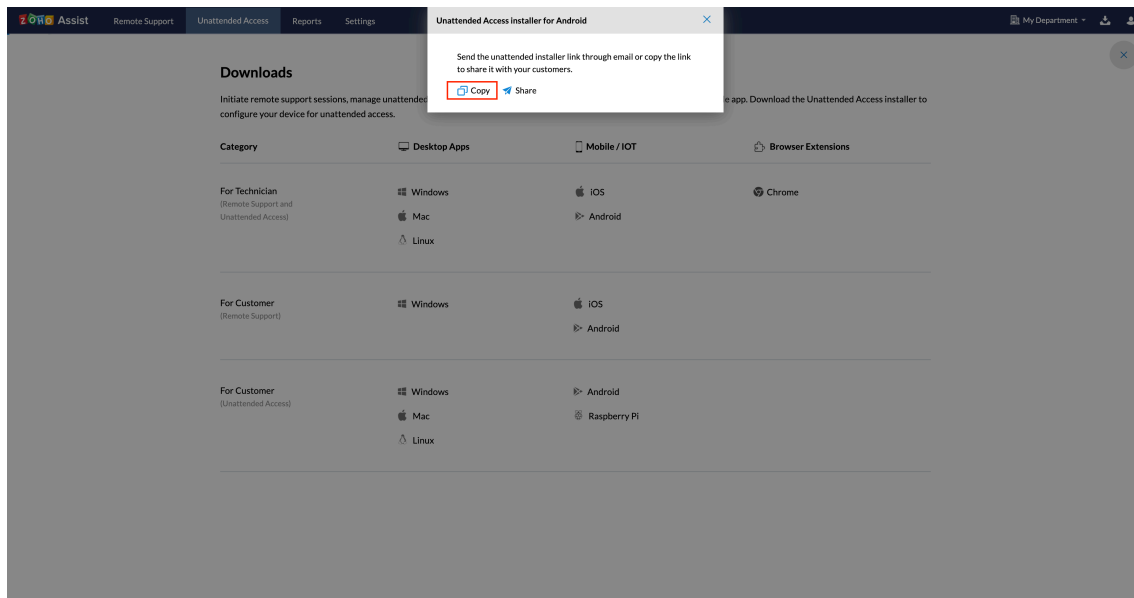 ZOHO Assist Remote Support Unattended Access Reports Settings My Department
Unattended Access installer for Android
Send the unattended installer link through email or copy the link
to share it with your customers.
Copy Share
Downloads
Initiate remote support sessions, manage unattended e app. Download the Unattended Access installer to
configure your device for unattended access.
Category Desktop Apps Mobile / IOT Browser Extensions
For Technician Windows iOS Chrome
(Remote Support and
Unattended Access) Mac Android
Linux
For Customer Windows iOS
(Remote Support)
Android
For Customer Windows Android
(Unattended Access)
Mac Raspberry Pi
Linux